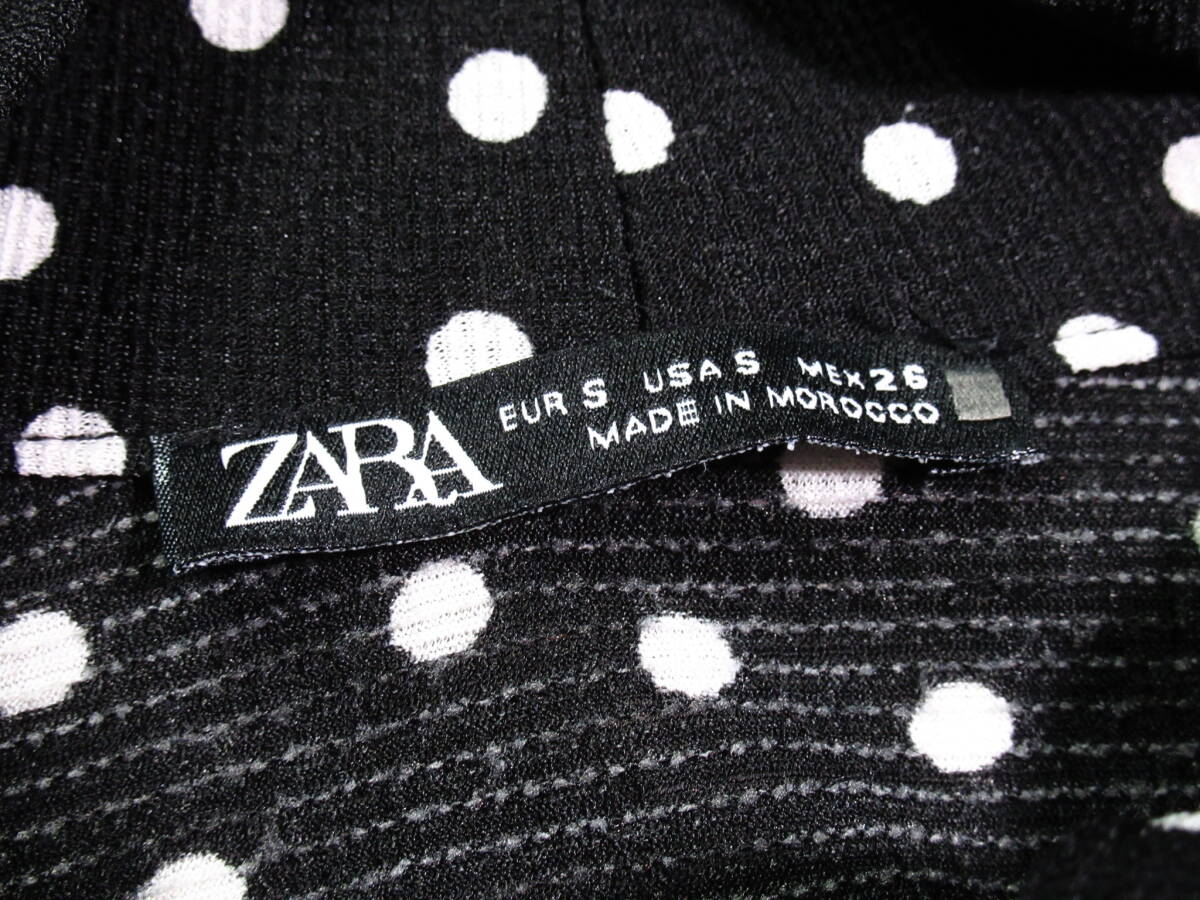 ZARA
EUR S USA S MEX 26
MADE IN MOROCCO